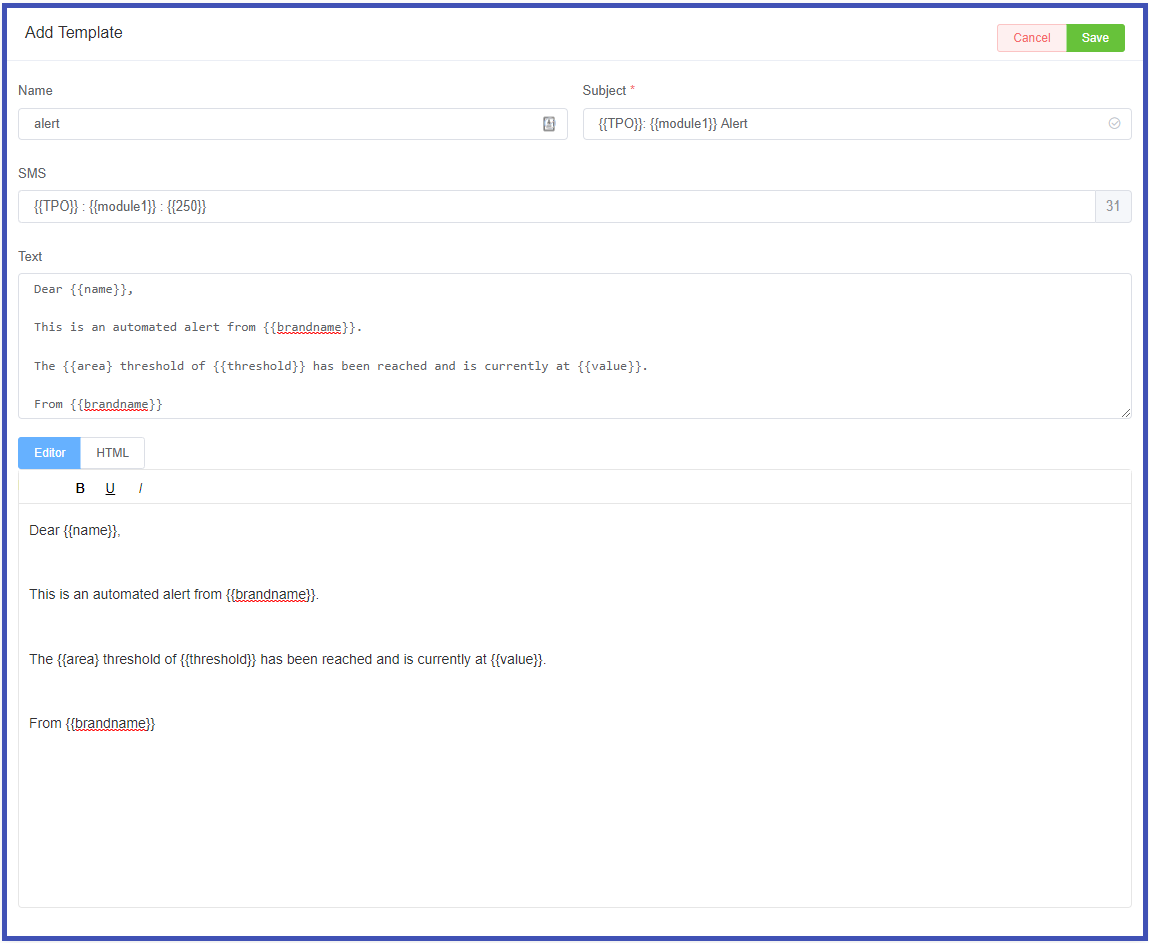 Add Template
Cancel Save
Name
Subject *
alert
{{TPO}}: {{module1}} Alert
SMS
{{TPO}} : {{module1}} : {{250}}
31
Text
Dear {{name}},
This is an automated alert from {{brandname}}.
The {{area} threshold of {{threshold}} has been reached and is currently at {{value}}.
From {{brandname}}
Editor HTML
B U I
Dear {{name}},
This is an automated alert from {{brandname}}.
The {{area} threshold of {{threshold}} has been reached and is currently at {{value}}.
From {{brandname}}